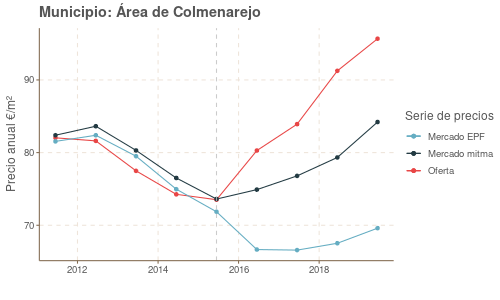 Municipio: Área de Colmenarejo
Precio anual €/m²
90
80
70
2012
2014
2016
2018
Serie de precios
Mercado EPF
Mercado mitma
Oferta